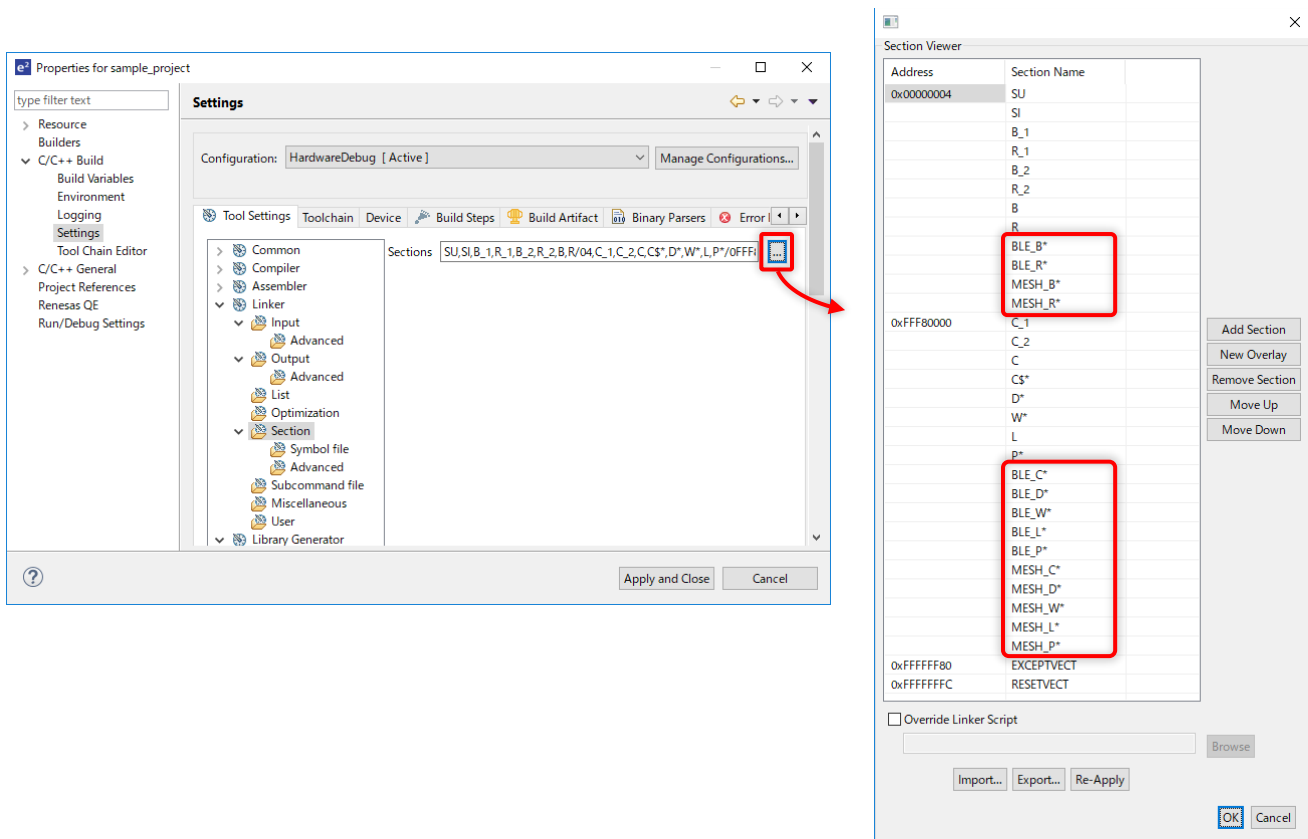 Properties for sample_project
type filter text
Resource
Builders
C/C++ Build
Build Variables
Environment
Logging
Settings
Tool Chain Editor
C/C++ General
Project References
Renesas QE
Run/Debug Settings
Settings
Configuration: HardwareDebug [ Active ] Manage Configurations...
Tool Settings Toolchain Device Build Steps Build Artifact Binary Parsers Error
Common
Compiler
Assembler
Linker
Input
Advanced
Output
Advanced
List
Optimization
Section
Symbol file
Advanced
Subcommand file
Miscellaneous
User
Library Generator
Sections SU,SI,B_1,R_1,B_2,R_2,B,R/04,C_1,C_2,C,C$*,D*,W*,L,P*/0FFF ...
? Apply and Close Cancel
Section Viewer
Address Section Name
0x00000004 SU
SI
B_1
R_1
B_2
R_2
B
R
BLE_B*
BLE_R*
MESH_B*
MESH_R*
0xFFF80000 C_1
C_2
C
C$*
D*
W*
L
P*
BLE_C*
BLE_D*
BLE_W*
BLE_L*
BLE_P*
MESH_C*
MESH_D*
MESH_W*
MESH_L*
MESH_P*
0xFFFFFF80 EXCEPTVECT
0xFFFFFFFC RESETVECT
Add Section
New Overlay
Remove Section
Move Up
Move Down
Override Linker Script
Browse
Import... Export... Re-Apply
OK Cancel